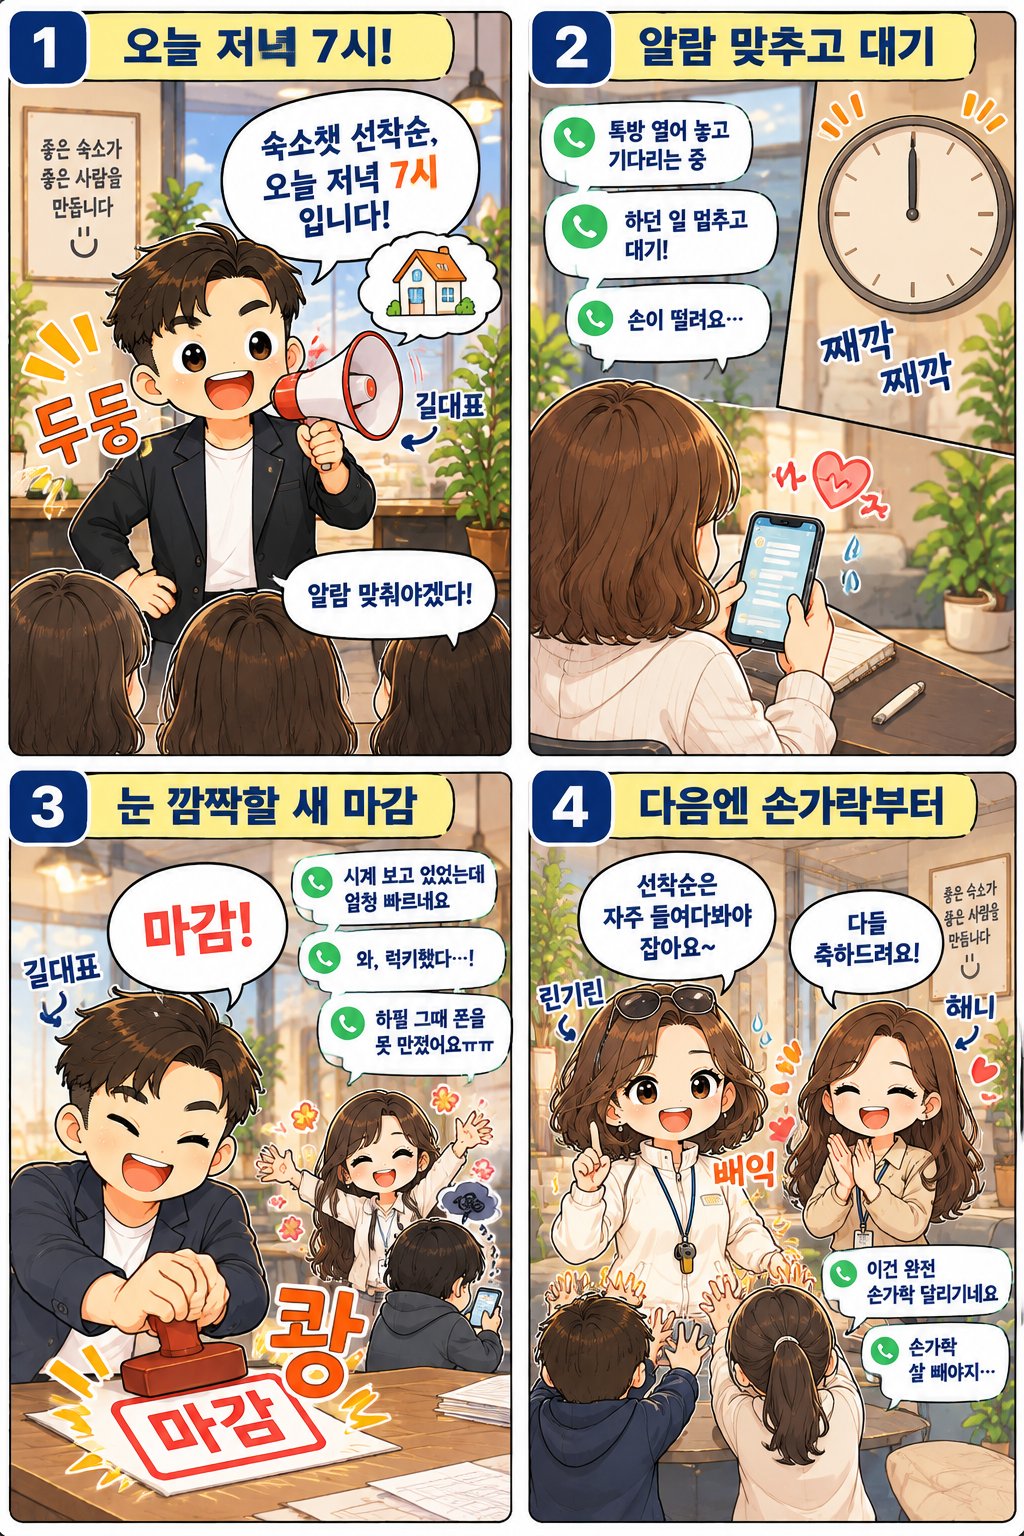 1
오늘 저녁 7시!
좋은 숙소가
좋은 사람을
만듭니다
숙소챗 선착순,
오늘 저녁 7시
입니다!
두둥
길대표
알람 맞춰야겠다!
2
알람 맞추고 대기
톡방 열어 놓고
기다리는 중
하던 일 멈추고
대기!
손이 떨려요…
째깍
째깍
3
눈 깜짝할 새 마감
마감!
길대표
시계 보고 있었는데
엄청 빠르네요
와, 럭키했다…!
하필 그때 폰을
못 만졌어요ㅠㅠ
쾅
마감
4
다음엔 손가락부터
선착순은
자주 들여다봐야
잡아요~
다들
축하드려요!
좋은 숙소가
좋은 사람을
만듭니다
린기린
해니
배익
이건 완전
손가학 달리기네요
손가학
살 빼야지…